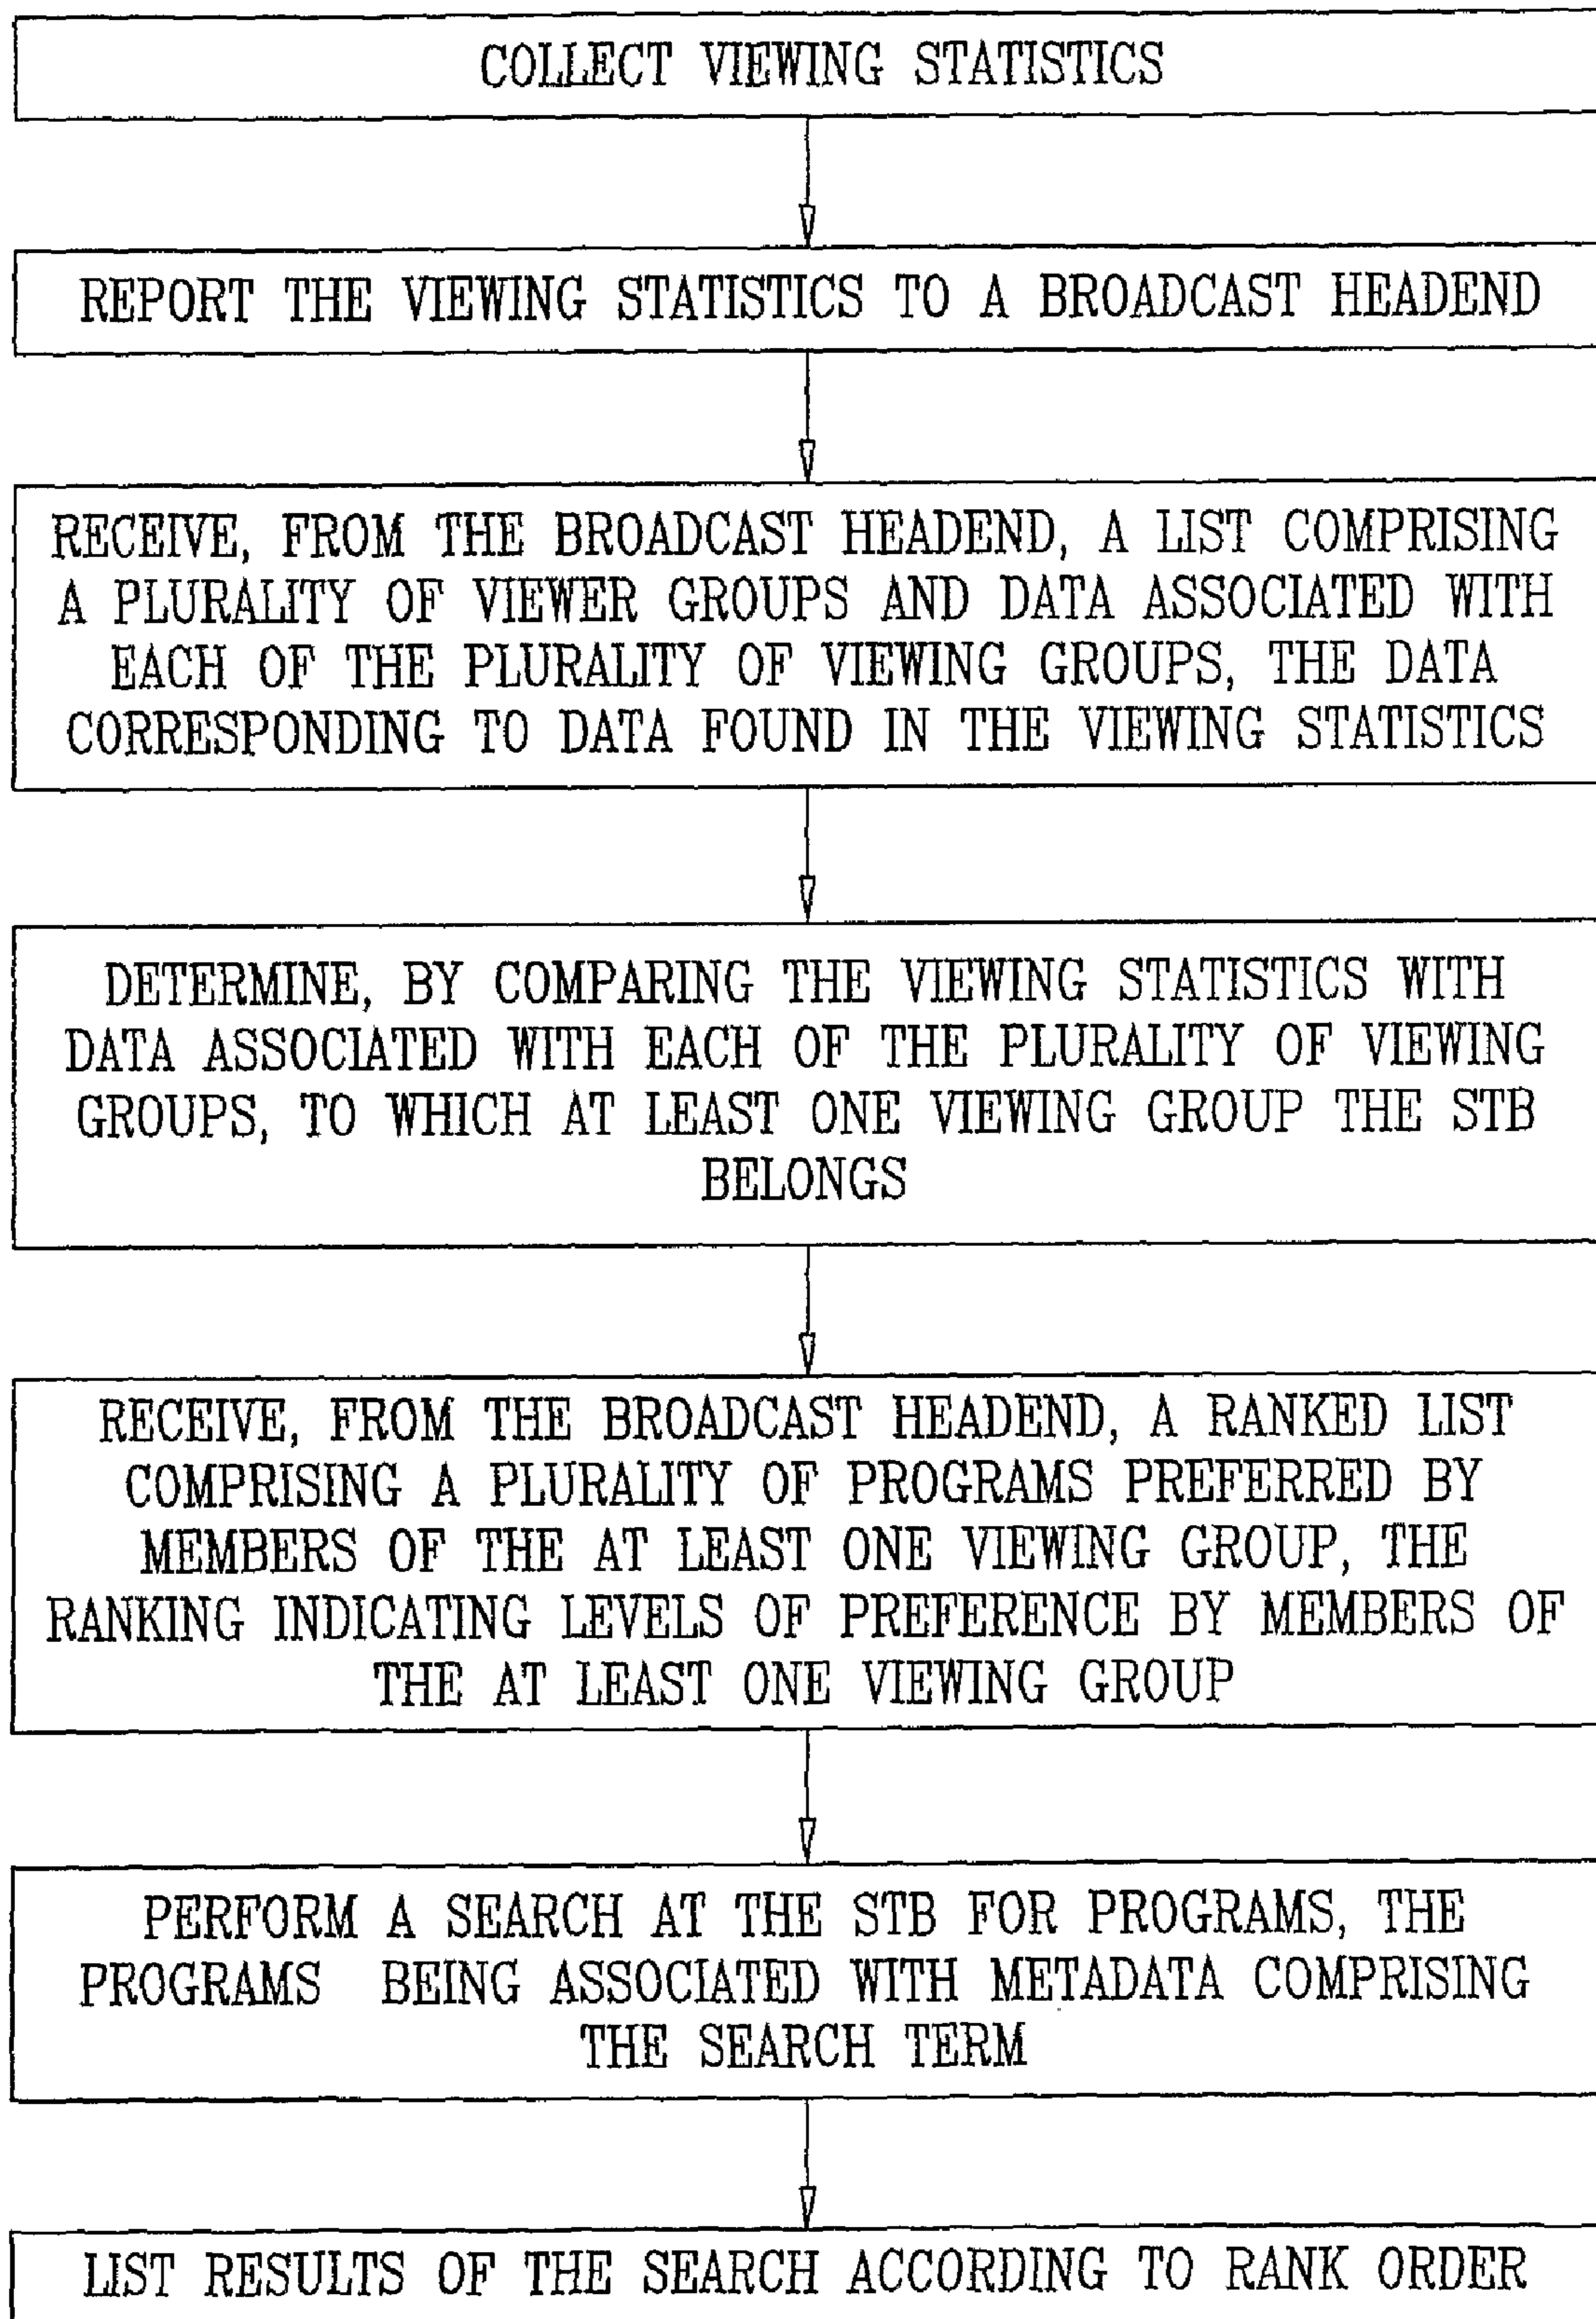 COLLECT VIEWING STATISTICS
REPORT THE VIEWING STATISTICS TO A BROADCAST HEADEND
RECEIVE, FROM THE BROADCAST HEADEND, A LIST COMPRISING
A PLURALITY OF VIEWER GROUPS AND DATA ASSOCIATED WITH
EACH OF THE PLURALITY OF VIEWING GROUPS, THE DATA
CORRESPONDING TO DATA FOUND IN THE VIEWING STATISTICS
DETERMINE, BY COMPARING THE VIEWING STATISTICS WITH
DATA ASSOCIATED WITH EACH OF THE PLURALITY OF VIEWING
GROUPS, TO WHICH AT LEAST ONE VIEWING GROUP THE STB
BELONGS
RECEIVE, FROM THE BROADCAST HEADEND, A RANKED LIST
COMPRISING A PLURALITY OF PROGRAMS PREFERRED BY
MEMBERS OF THE AT LEAST ONE VIEWING GROUP, THE
RANKING INDICATING LEVELS OF PREFERENCE BY MEMBERS OF
THE AT LEAST ONE VIEWING GROUP
PERFORM A SEARCH AT THE STB FOR PROGRAMS, THE
PROGRAMS BEING ASSOCIATED WITH METADATA COMPRISING
THE SEARCH TERM
LIST RESULTS OF THE SEARCH ACCORDING TO RANK ORDER